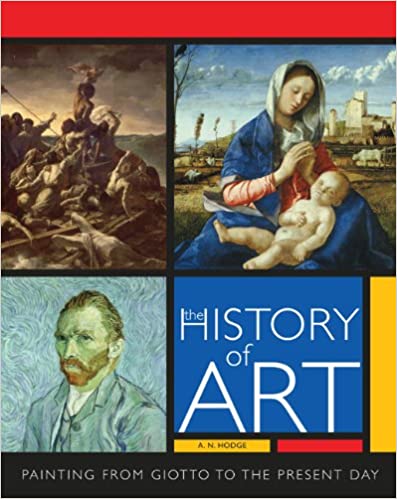 the
HISTORY
of
ART
A. N. HODGE
PAINTING FROM GIOTTO TO THE PRESENT DAY